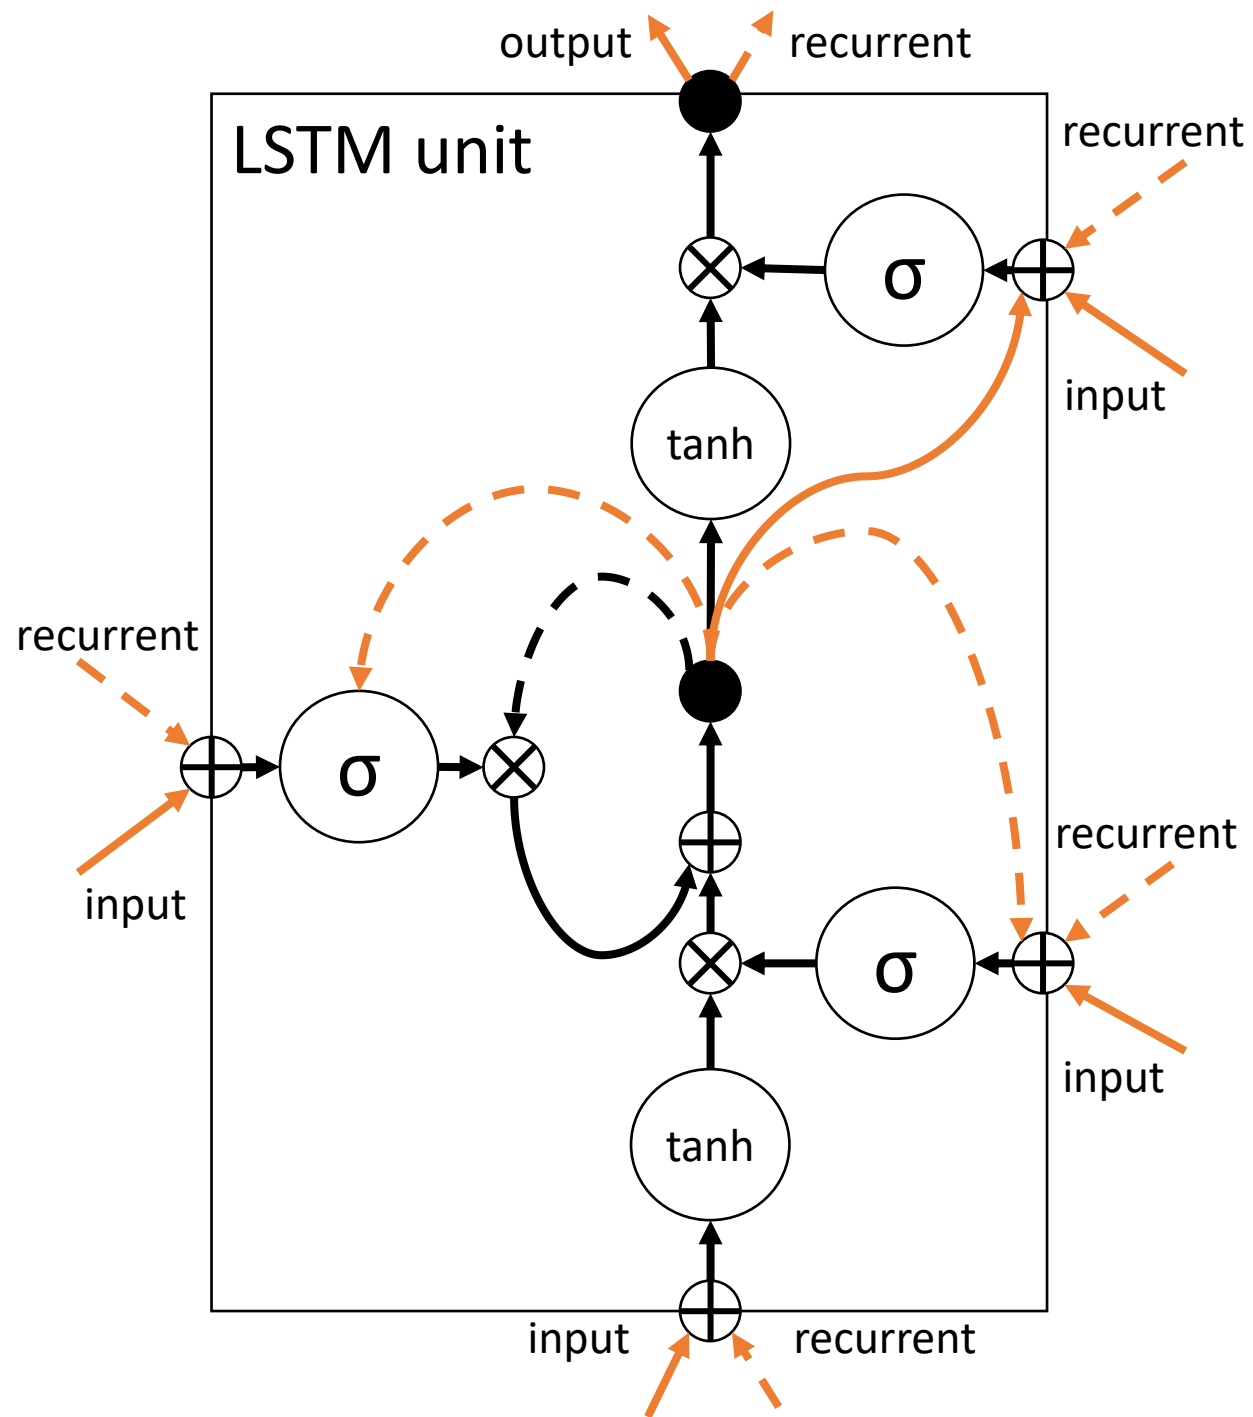 output
recurrent
LSTM unit
recurrent
σ
input
tanh
recurrent
σ
input
recurrent
σ
input
tanh
input
recurrent